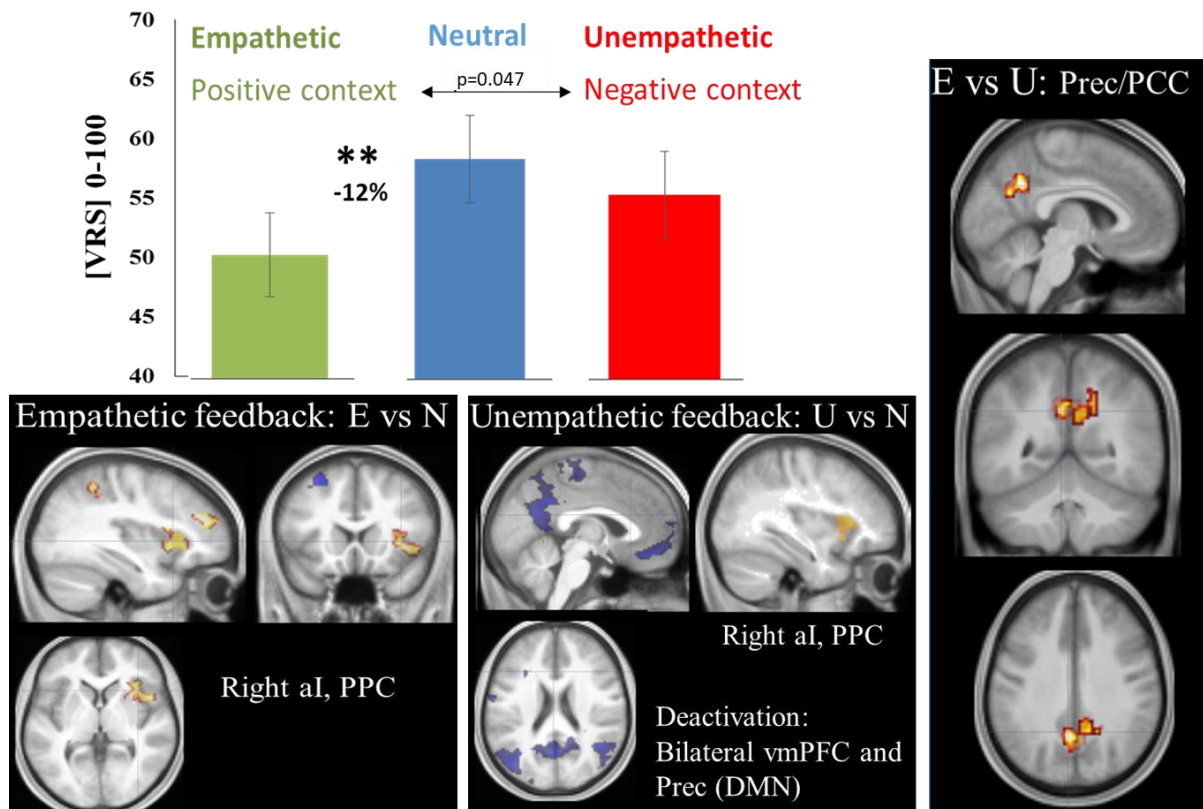 70
65
60
55
50
45
40
[VRS] 0-100
Empathetic
Positive context
Neutral
p=0.047
Unempathetic
Negative context
**
-12%
E vs U: Prec/PCC
Empathetic feedback: E vs N
Right aI, PPC
Unempathetic feedback: U vs N
Right aI, PPC
Deactivation:
Bilateral vmPFC and
Prec (DMN)